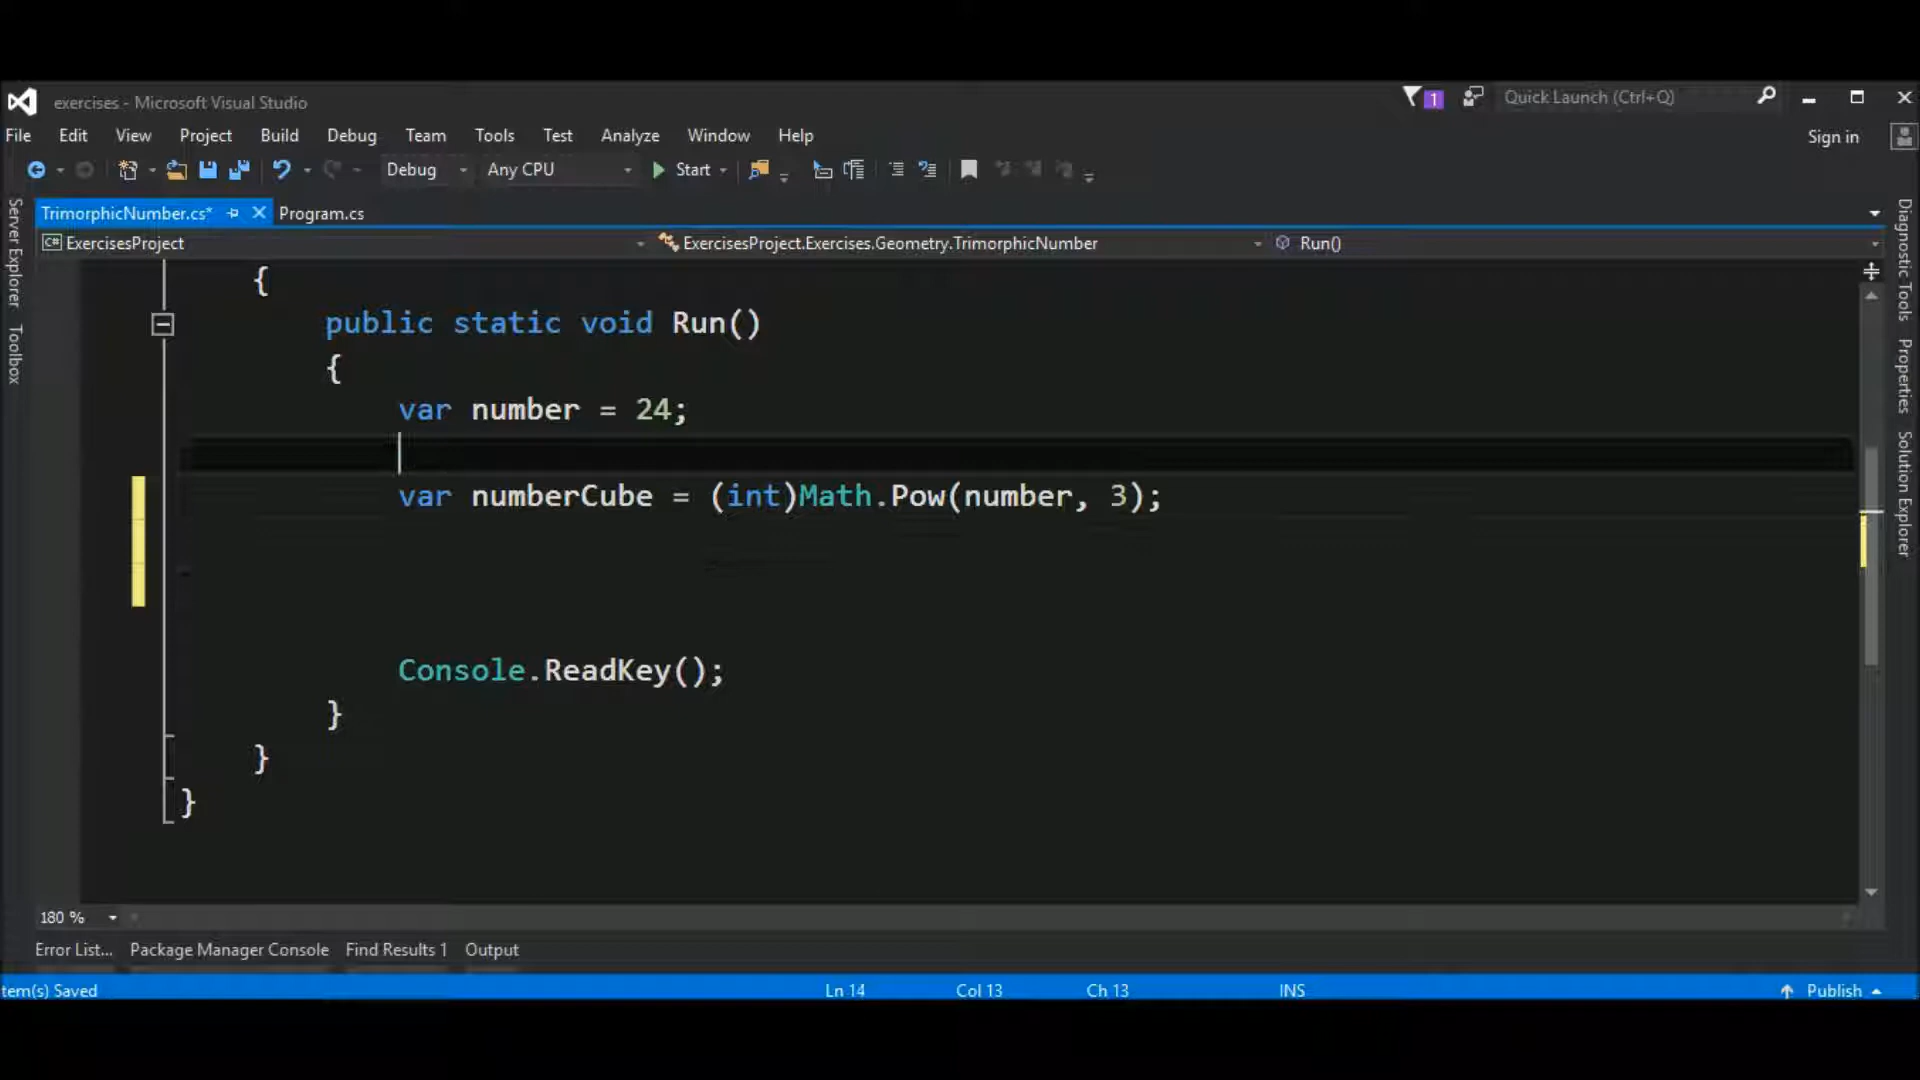 exercises - Microsoft Visual Studio
1
Quick Launch (Ctrl+Q)
File Edit View Project Build Debug Team Tools Test Analyze Window Help
Sign in
Debug Any CPU Start
TrimorphicNumber.cs* Program.cs
ExercisesProject ExercisesProject.Exercises.Geometry.TrimorphicNumber Run()
Server Explorer
Toolbox
{
public static void Run()
{
var number = 24;
var numberCube = (int)Math.Pow(number, 3);
Console.ReadKey();
}
}
}
Diagnostic Tools
Properties
Solution Explorer
180 %
Error List... Package Manager Console Find Results 1 Output
tem(s) Saved Ln 14 Col 13 Ch 13 INS Publish